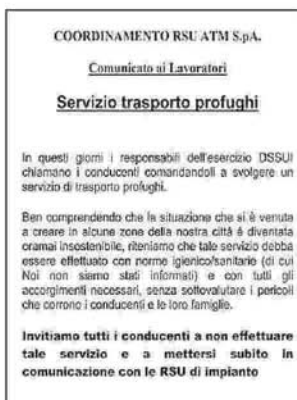 COORDINAMENTO RSU ATM S.p.A.
Comunicato ai Lavoratori
Servizio trasporto profughi
In questi giorni i responsabili dell'esercizio DSSUI
chiamano i conducenti comandandoli a svolgere un
servizio di trasporto profughi.
Ben comprendendo che la situazione che si è venuta
a creare in alcune zone della nostra città è diventata
oramai insostenibile, riteniamo che tale servizio debba
essere effettuato con norme igienico/sanitarie (di cui
Noi non siamo stati informati) e con tutti gli
accorgimenti necessari, senza sottovalutare i pericoli
che corrono i conducenti e le loro famiglie.
Invitiamo tutti i conducenti a non effettuare
tale servizio e a mettersi subito in
comunicazione con le RSU di impianto